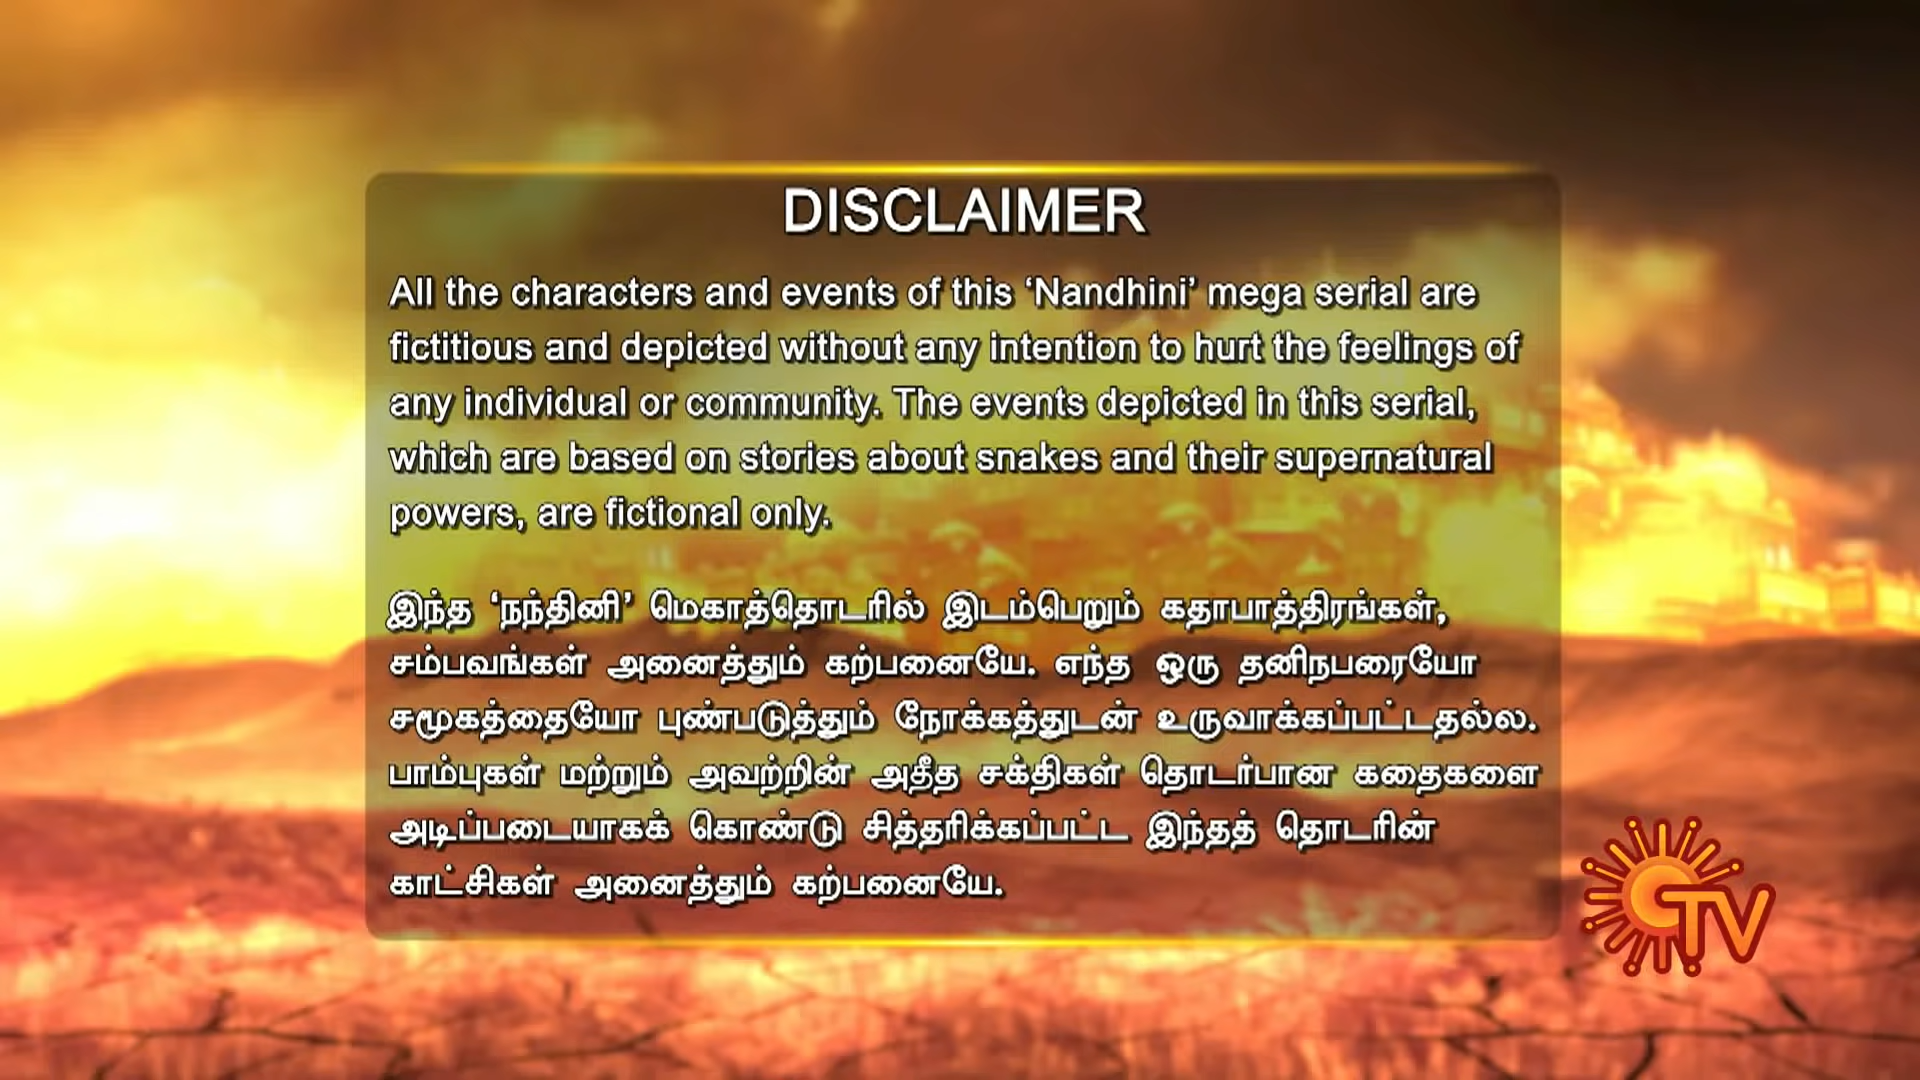 DISCLAIMER
All the characters and events of this ‘Nandhini’ mega serial are
fictitious and depicted without any intention to hurt the feelings of
any individual or community. The events depicted in this serial,
which are based on stories about snakes and their supernatural
powers, are fictional only.
இந்த ‘நந்தினி’ மெகாத்தொடரில் இடம்பெறும் கதாபாத்திரங்கள்,
சம்பவங்கள் அனைத்தும் கற்பனையே. எந்த ஒரு தனிநபரையோ
சமூகத்தையோ புண்படுத்தும் நோக்கத்துடன் உருவாக்கப்பட்டதல்ல.
பாம்புகள் மற்றும் அவற்றின் அதீத சக்திகள் தொடர்பான கதைகளை
அடிப்படையாகக் கொண்டு சித்தரிக்கப்பட்ட இந்தத் தொடரின்
காட்சிகள் அனைத்தும் கற்பனையே.
TV